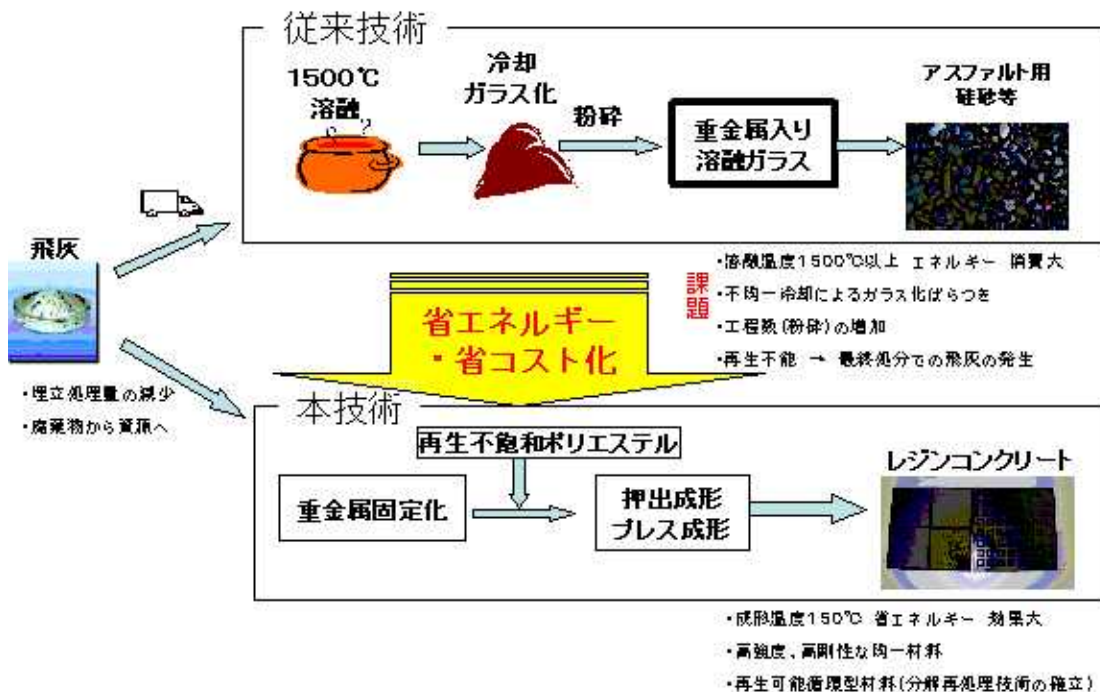 従来技術
1500℃
溶融
冷却
ガラス化
粉砕
重金属入り
溶融ガラス
アスファルト用
硅砂等
飛灰
・埋立処理量の減少
・廃棄物から資源へ
課題
・溶融温度1500℃以上 エネルギー 消費大
・不均一冷却によるガラス化ばらつき
・工程数(粉砕)の増加
・再生不能 → 最終処分での飛灰の発生
省エネルギー
・省コスト化
本技術
再生不飽和ポリエステル
重金属固定化
押出成形
プレス成形
レジンコンクリート
・成形温度150℃ 省エネルギー 効果大
・高強度、高剛性な均一材料
・再生可能循環型材料(分解再処理技術の確立)